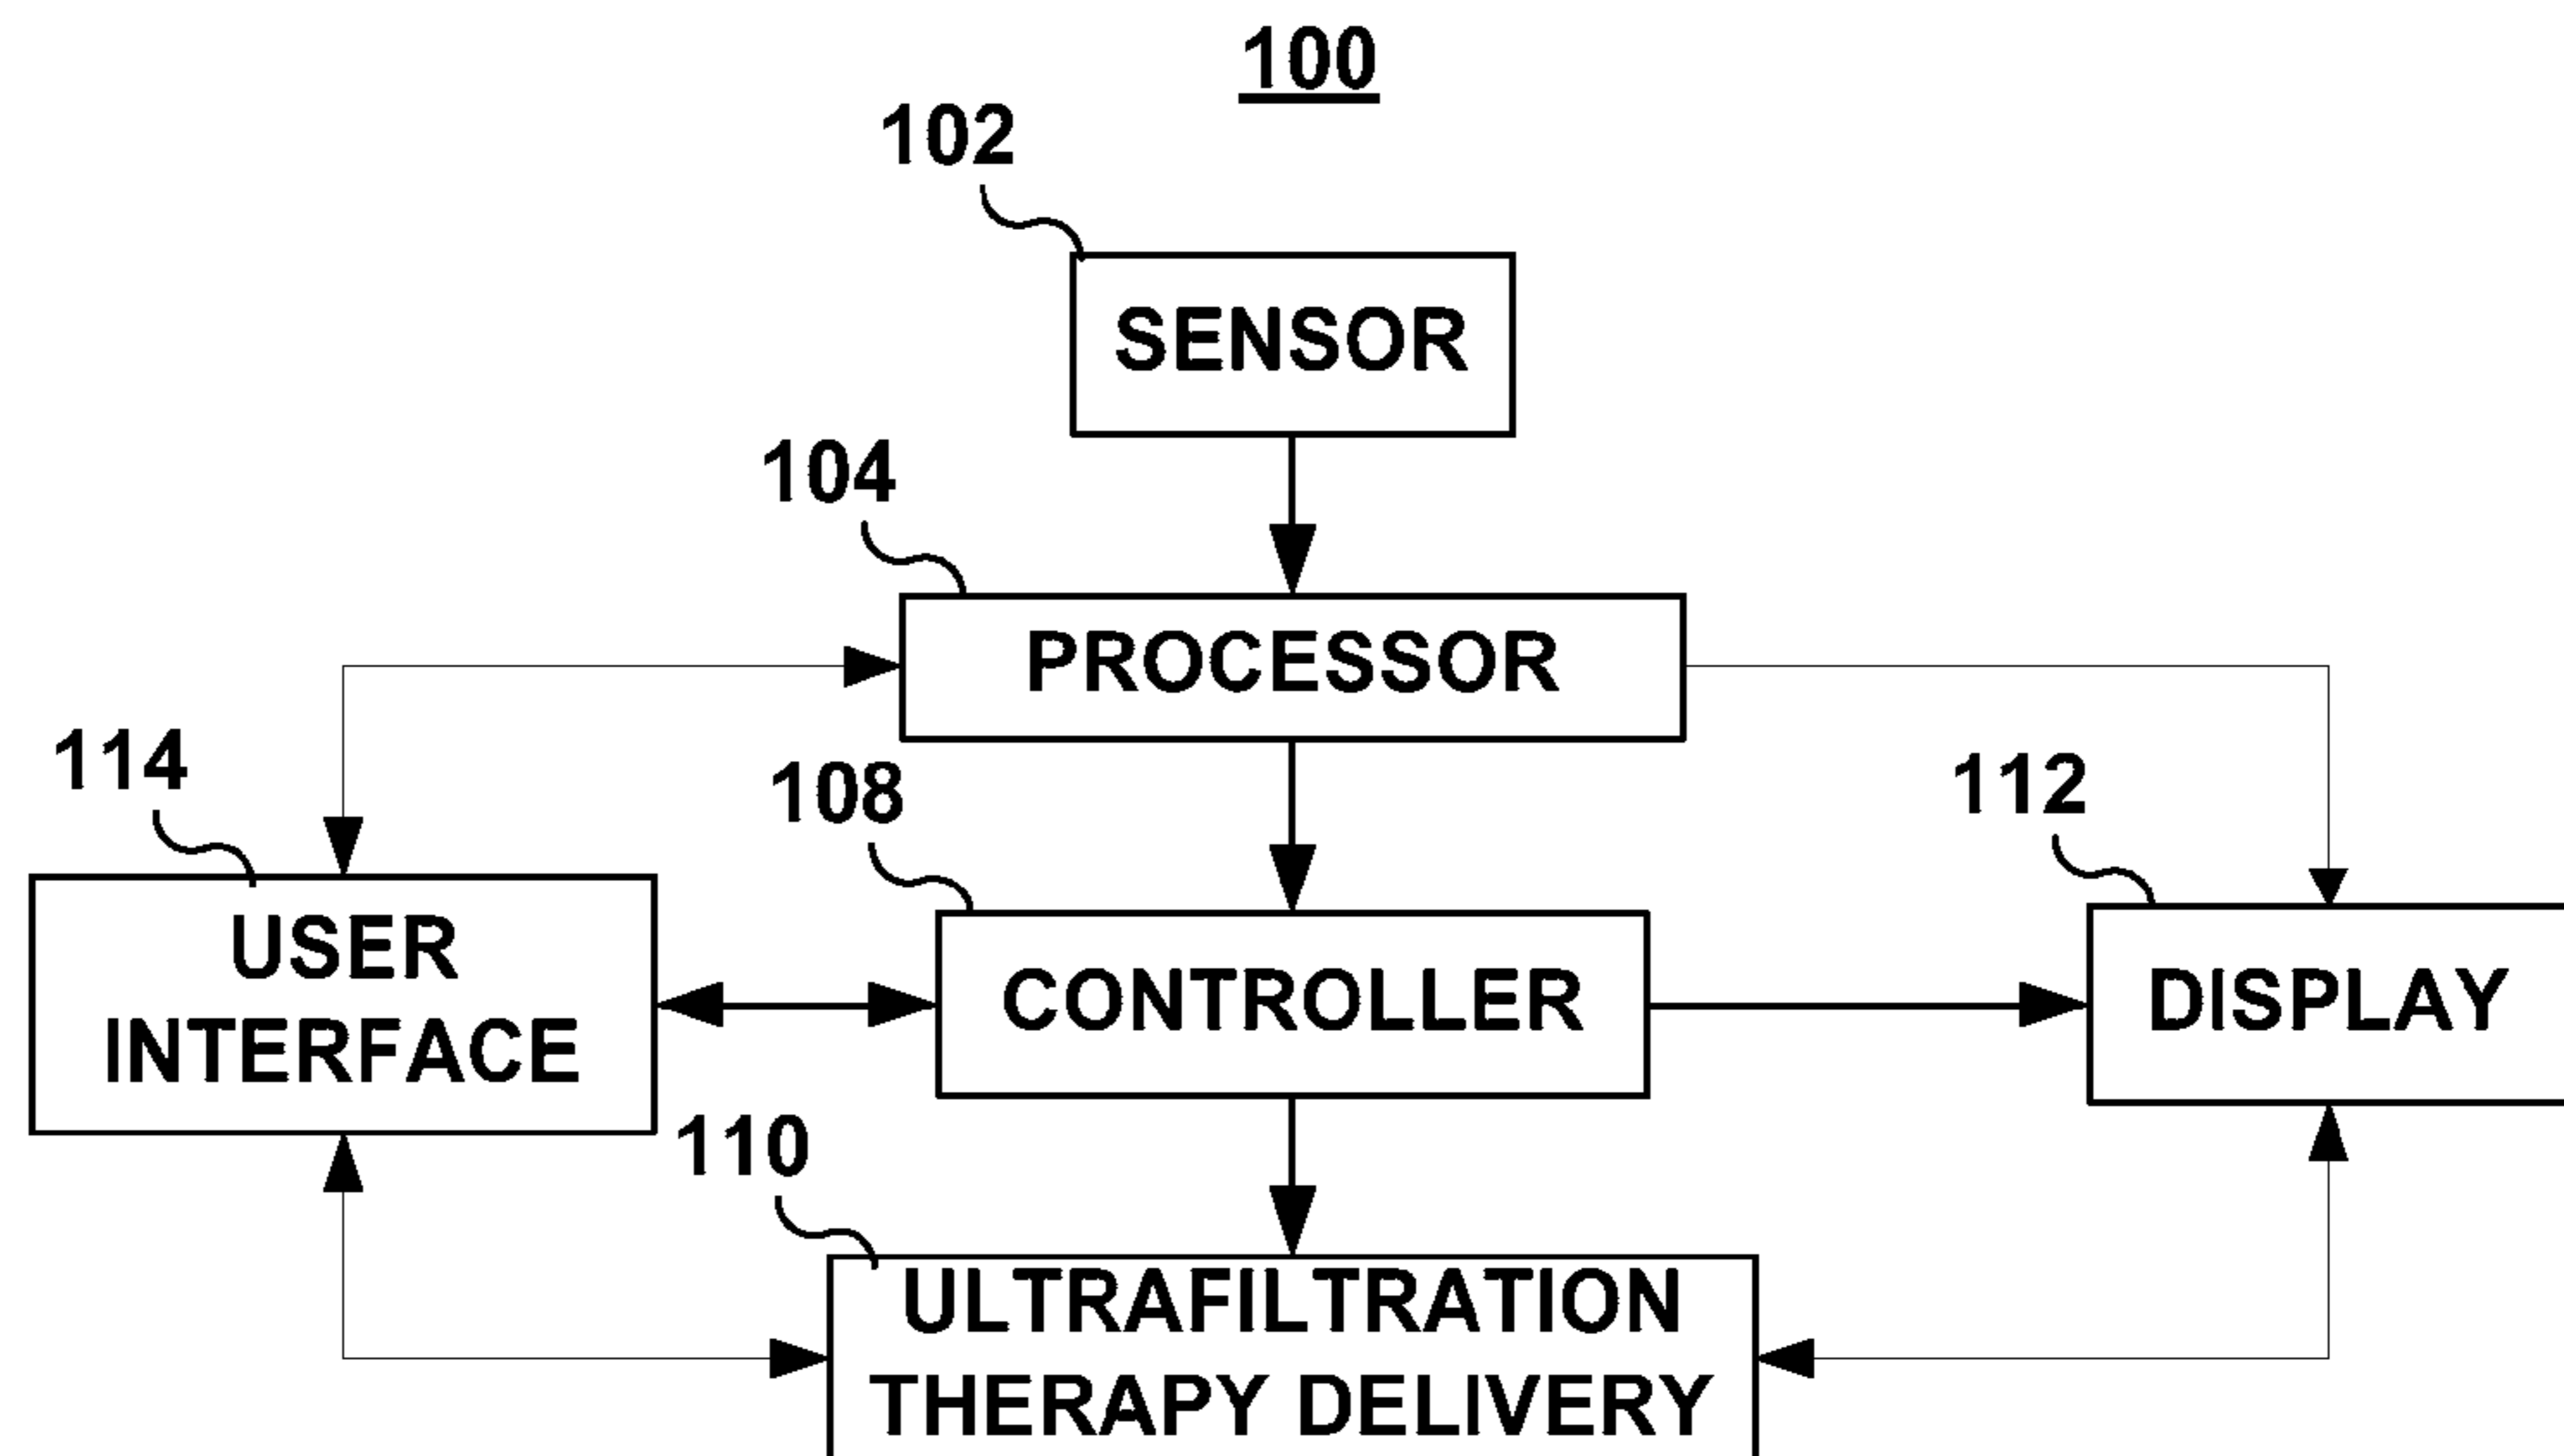 100
102
SENSOR
104
PROCESSOR
114
108
112
USER
INTERFACE
CONTROLLER
DISPLAY
110
ULTRAFILTRATION
THERAPY DELIVERY